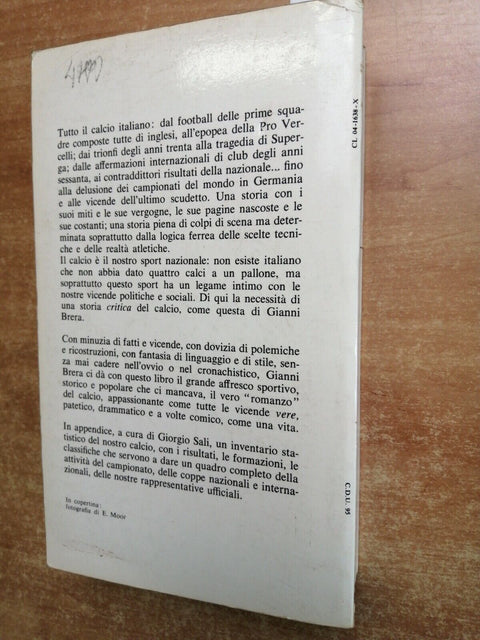 Tutto il calcio italiano: dal football delle prime squa-
dre composte tutte di inglesi, all'epopea della Pro Ver-
celli; dai trionfi degli anni trenta alla tragedia di Super-
ga; dalle affermazioni internazionali di club degli anni
sessanta, ai contraddittori risultati della nazionale... fino
alla delusione dei campionati del mondo in Germania
e alle vicende dell'ultimo scudetto. Una storia con i
suoi miti e le sue vergogne, le sue pagine nascoste e le
sue costanti; una storia piena di colpi di scena ma deter-
minata soprattutto dalla logica ferrea delle scelte tecni-
che e delle realtà atletiche.
Il calcio è il nostro sport nazionale: non esiste italiano
che non abbia dato quattro calci a un pallone, ma
soprattutto questo sport ha un legame intimo con le
nostre vicende politiche e sociali. Di qui la necessità di
una storia critica del calcio, come questa di Gianni
Brera.
Con minuzia di fatti e vicende, con dovizia di polemiche
e ricostruzioni, con fantasia di linguaggio e di stile, sen-
za mai cadere nell'ovvio o nel cronachistico, Gianni
Brera ci dà con questo libro il grande affresco sportivo,
storico e popolare che ci mancava, il vero "romanzo"
del calcio, appassionante come tutte le vicende vere,
patetico, drammatico e a volte comico, come una vita.
In appendice, a cura di Giorgio Sali, un inventario sta-
tistico del nostro calcio, con i risultati, le formazioni, le
classifiche che servono a dare un quadro completo della
attività del campionato, delle coppe nazionali e interna-
zionali, delle nostre rappresentative ufficiali.
In copertina:
fotografia di E. Moor
CL 04-1638-X
C.D.U. 95